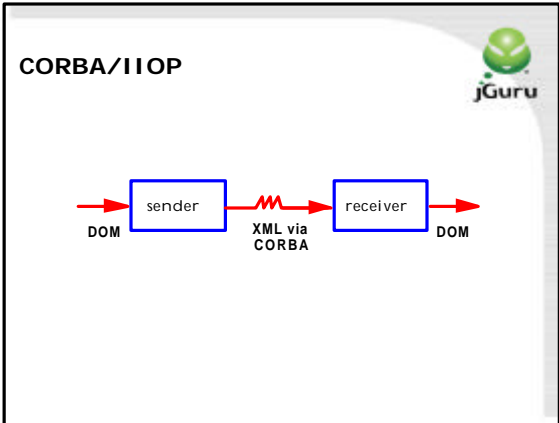 CORBA/IIOP
jGuru
sender
receiver
DOM
XML via
CORBA
DOM